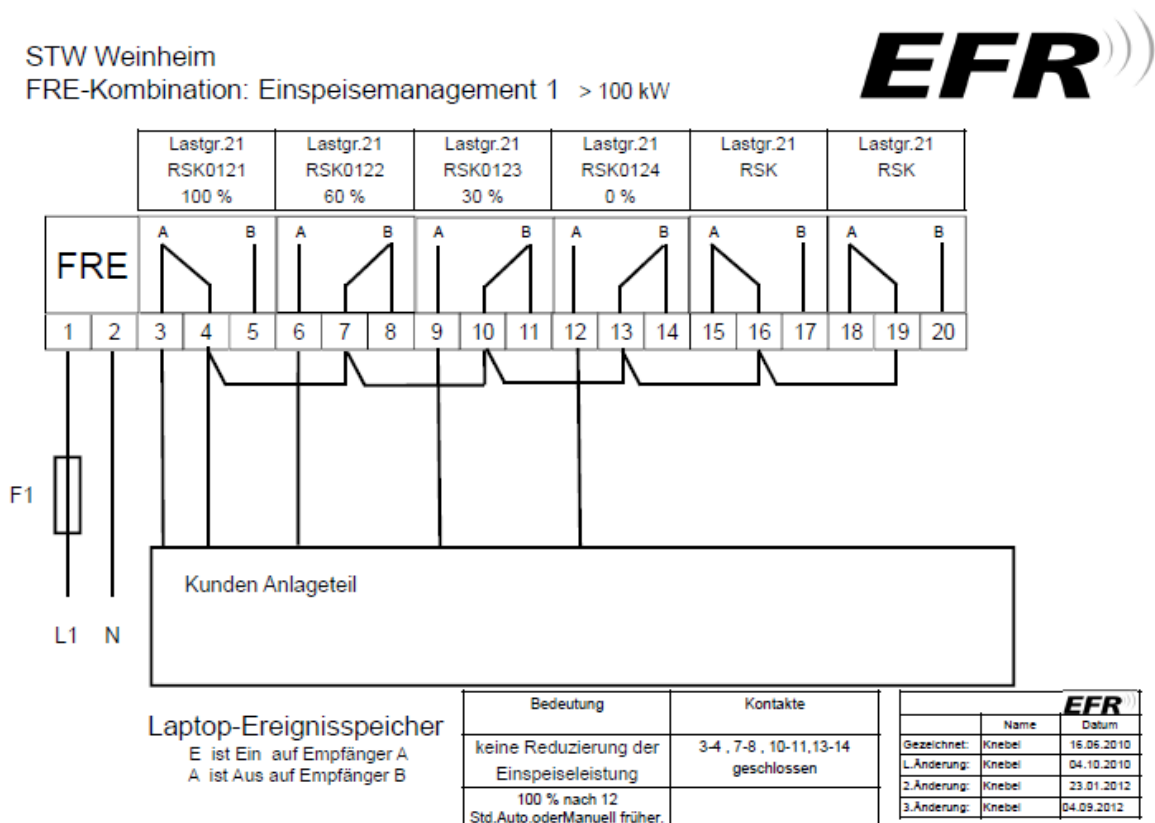 EFR
STW Weinheim
FRE-Kombination: Einspeisemanagement 1 > 100 kW
Lastgr.21 Lastgr.21 Lastgr.21 Lastgr.21 Lastgr.21 Lastgr.21
RSK0121 RSK0122 RSK0123 RSK0124 RSK RSK
100 % 60 % 30 % 0 %
A B A B A B A B A B A B
FRE
1 2 3 4 5 6 7 8 9 10 11 12 13 14 15 16 17 18 19 20
F1
Kunden Anlageteil
L1 N
Laptop-Ereignisspeicher
E ist Ein auf Empfänger A
A ist Aus auf Empfänger B
Bedeutung Kontakte
keine Reduzierung der 3-4 , 7-8 , 10-11,13-14
Einspeiseleistung geschlossen
100 % nach 12
Std.Auto.oderManuell früher.
EFR
Name Datum
Gezeichnet: Knebel 16.06.2010
L.Änderung: Knebel 04.10.2010
2.Änderung: Knebel 23.01.2012
3.Änderung: Knebel 04.09.2012